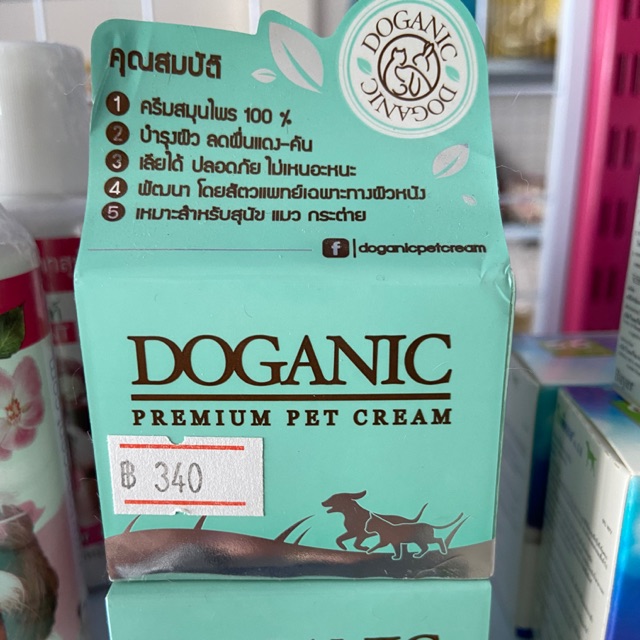 DOGANIC DOGANIC
คุณสมบัติ
1 ครีมสมุนไพร 100 %
2 บำรุงผิว ลดผื่นแดง-คัน
3 เลียได้ ปลอดภัย ไม่เหนอะหนะ
4 พัฒนา โดยสัตวแพทย์เฉพาะทางผิวหนัง
5 เหมาะสำหรับสุนัข แมว กระต่าย
f doganicpetcream
DOGANIC
PREMIUM PET CREAM
฿ 340